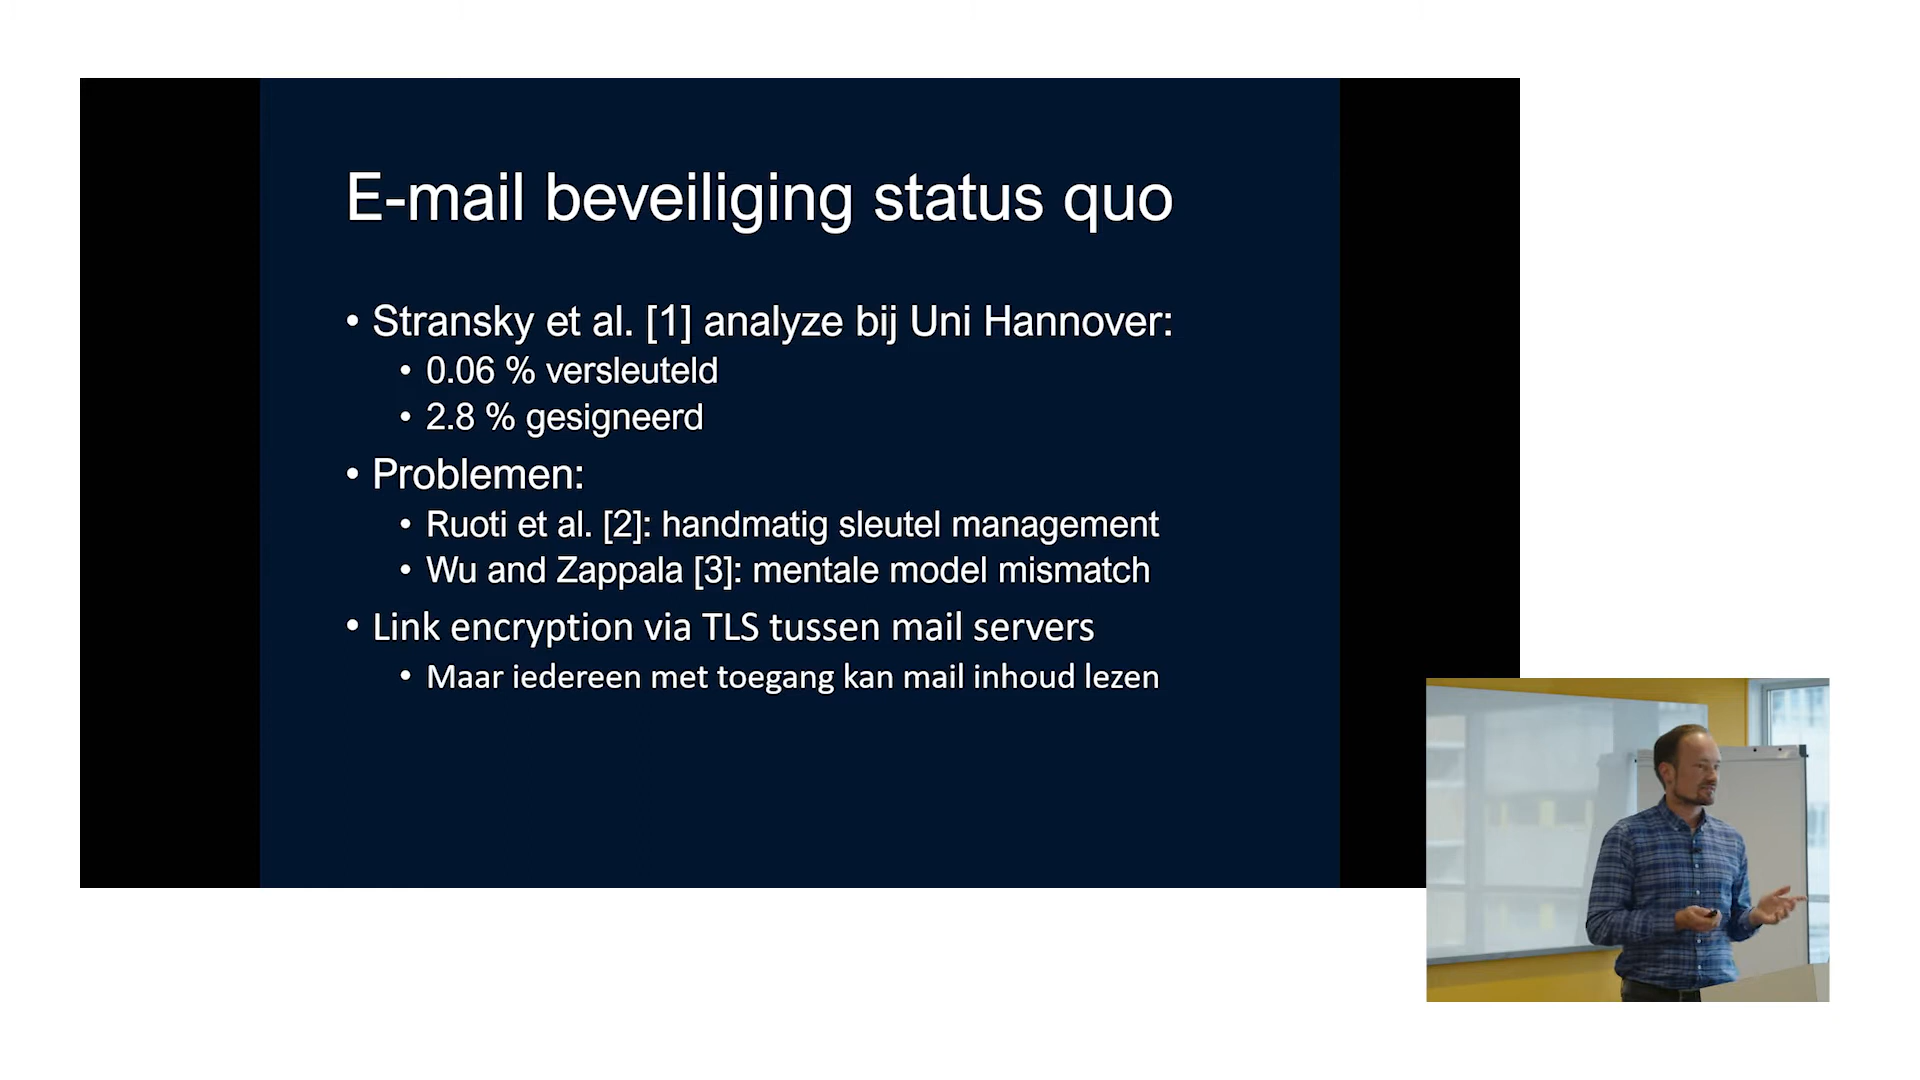 E-mail beveiliging status quo
• Stransky et al. [1] analyze bij Uni Hannover:
• 0.06 % versleuteld
• 2.8 % gesigneerd
• Problemen:
• Ruoti et al. [2]: handmatig sleutel management
• Wu and Zappala [3]: mentale model mismatch
• Link encryption via TLS tussen mail servers
• Maar iedereen met toegang kan mail inhoud lezen